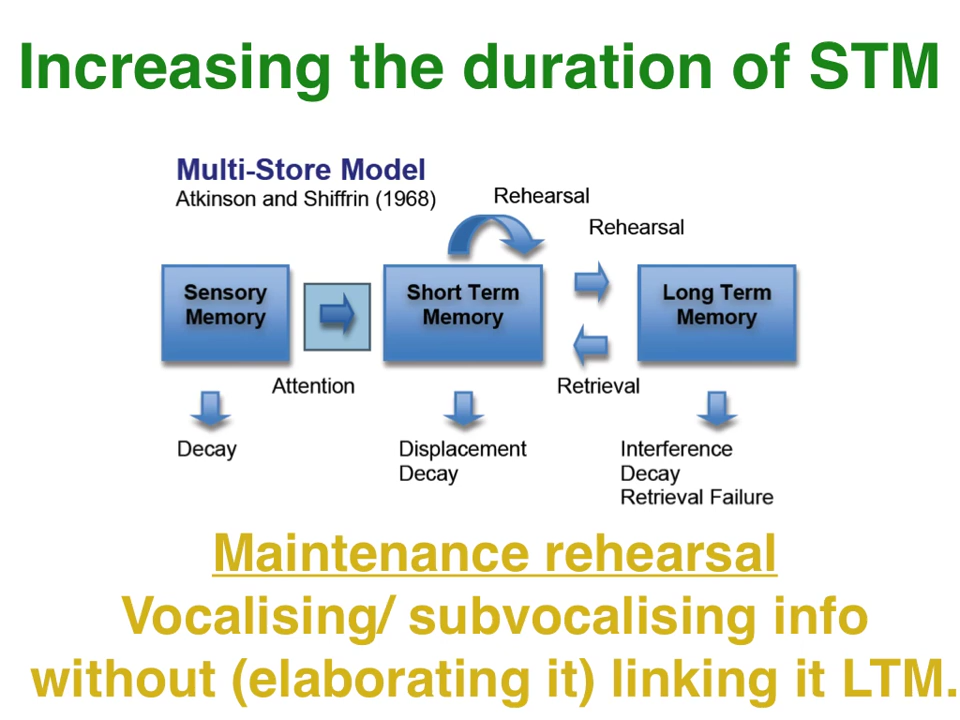 Increasing the duration of STM
Multi-Store Model
Atkinson and Shiffrin (1968)
Rehearsal
Rehearsal
Sensory
Memory
Short Term
Memory
Long Term
Memory
Attention
Retrieval
Decay
Displacement
Decay
Interference
Decay
Retrieval Failure
Maintenance rehearsal
Vocalising/ subvocalising info
without (elaborating it) linking it LTM.